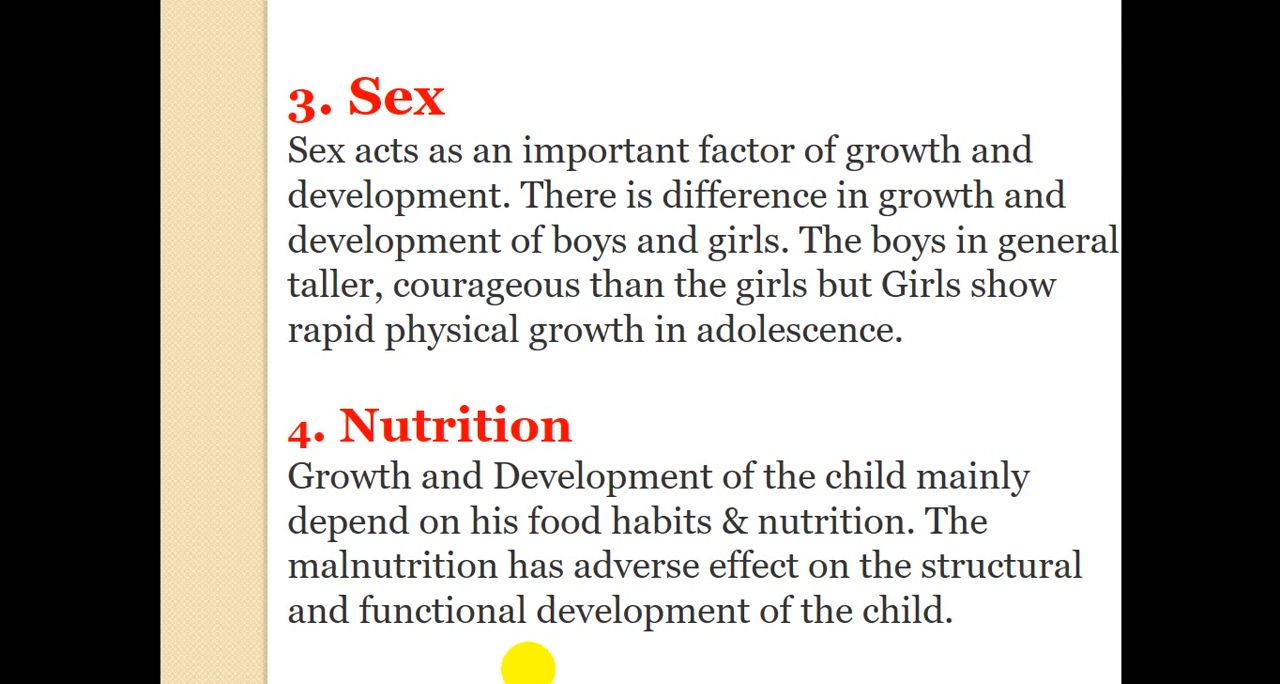 3. Sex
Sex acts as an important factor of growth and
development. There is difference in growth and
development of boys and girls. The boys in general
taller, courageous than the girls but Girls show
rapid physical growth in adolescence.
4. Nutrition
Growth and Development of the child mainly
depend on his food habits & nutrition. The
malnutrition has adverse effect on the structural
and functional development of the child.